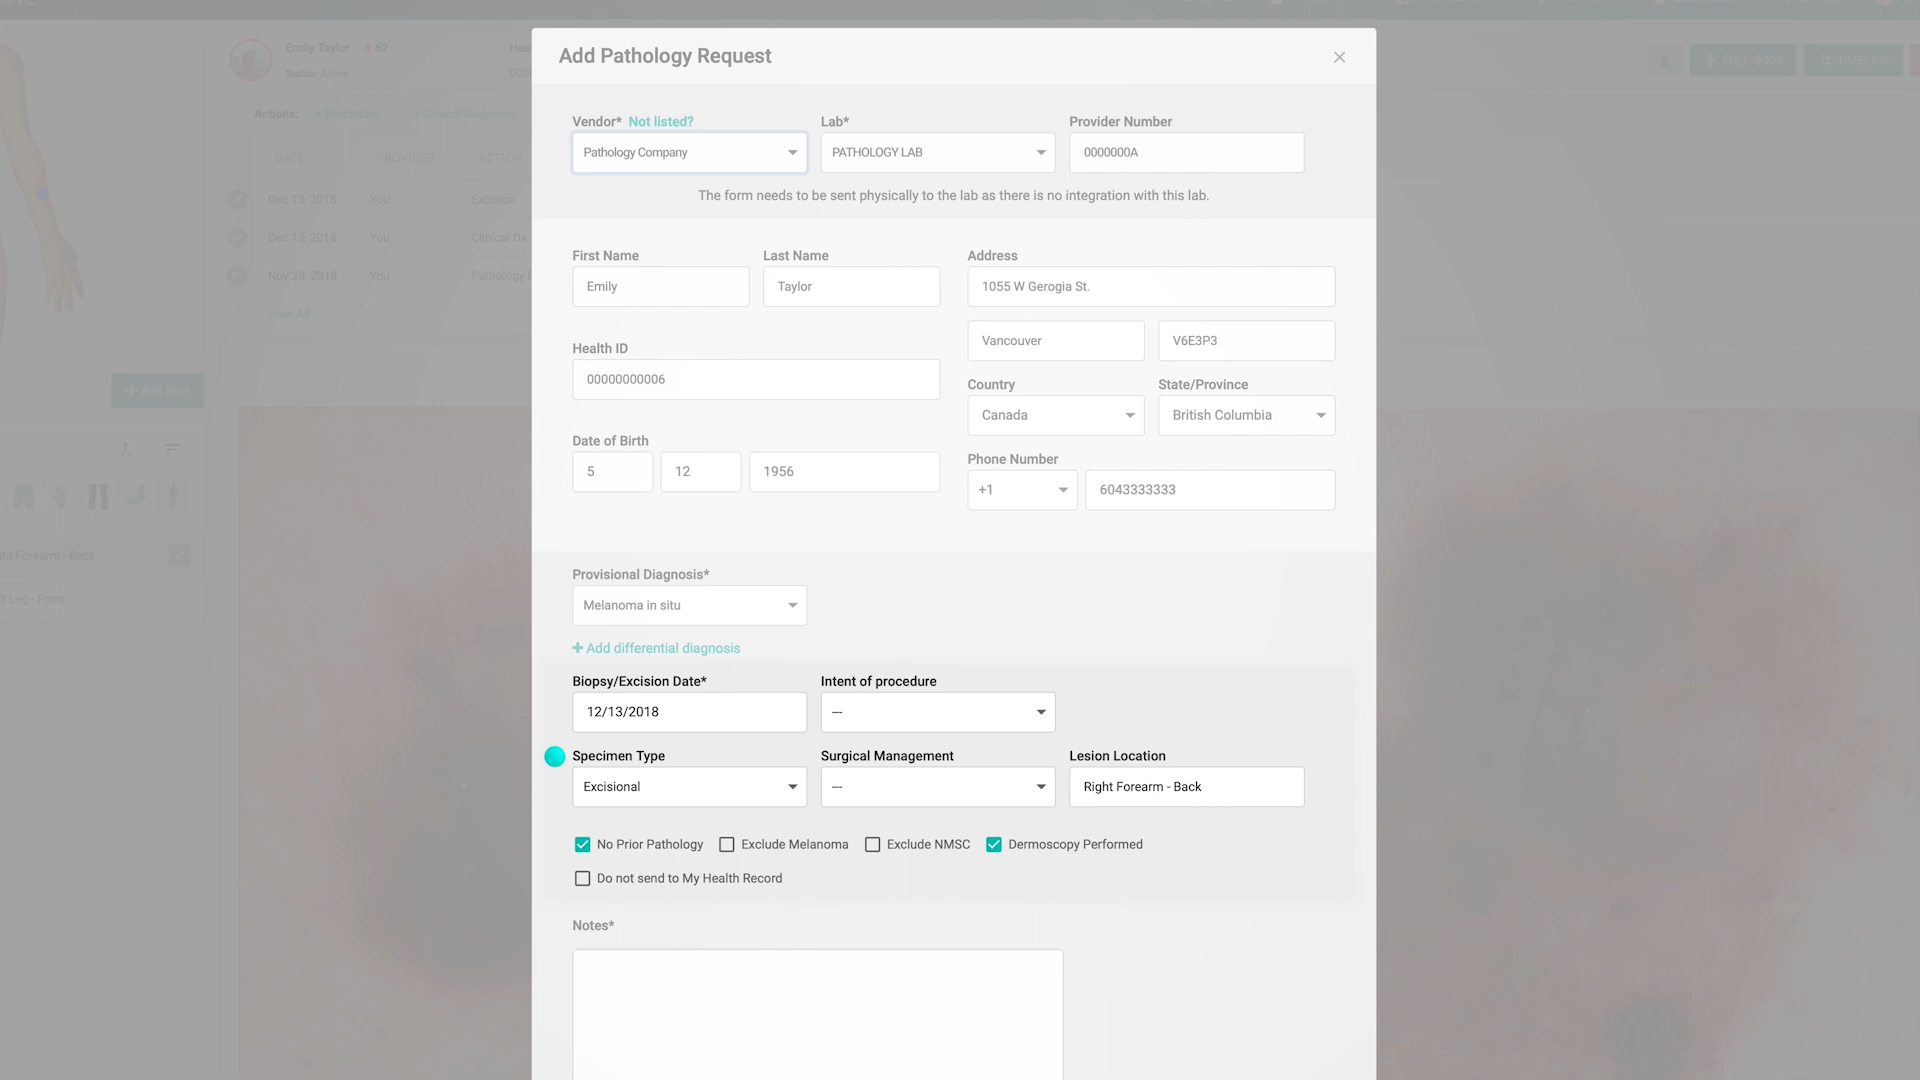 Add Pathology Request
Emily Taylor 62
Status: Active
FULL-BODY
TIMELINE
Actions: + Procedure + Clinical Diagnosis
DATE PROVIDER ACTION
Dec 13, 2018 You Excision
Dec 13, 2018 You Clinical Dx
Nov 28, 2018 You Pathology D
View All
+ Add Spot
ght Forearm - Back
ft Leg - Front
Vendor* Not listed? Lab* Provider Number
Pathology Company PATHOLOGY LAB 0000000A
The form needs to be sent physically to the lab as there is no integration with this lab.
First Name Last Name Address
Emily Taylor 1055 W Gerogia St.
Vancouver V6E3P3
Health ID
00000000006
Country State/Province
Canada British Columbia
Date of Birth
5 12 1956
Phone Number
+1 6043333333
Provisional Diagnosis*
Melanoma in situ
+ Add differential diagnosis
Biopsy/Excision Date* Intent of procedure
12/13/2018 ---
Specimen Type Surgical Management Lesion Location
Excisional --- Right Forearm - Back
No Prior Pathology Exclude Melanoma Exclude NMSC Dermoscopy Performed
Do not send to My Health Record
Notes*